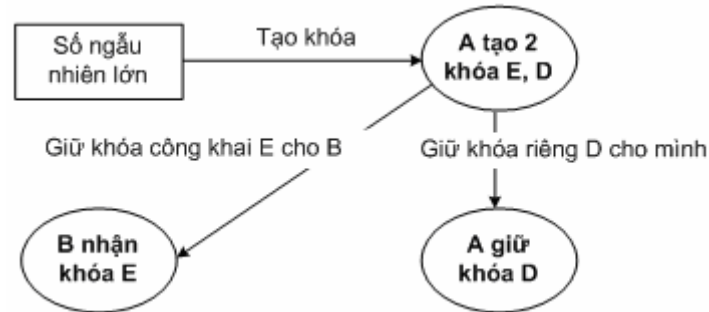 Số ngẫu
nhiên lớn
Tạo khóa
A tạo 2
khóa E, D
Giữ khóa công khai E cho B
Giữ khóa riêng D cho mình
B nhận
khóa E
A giữ
khóa D